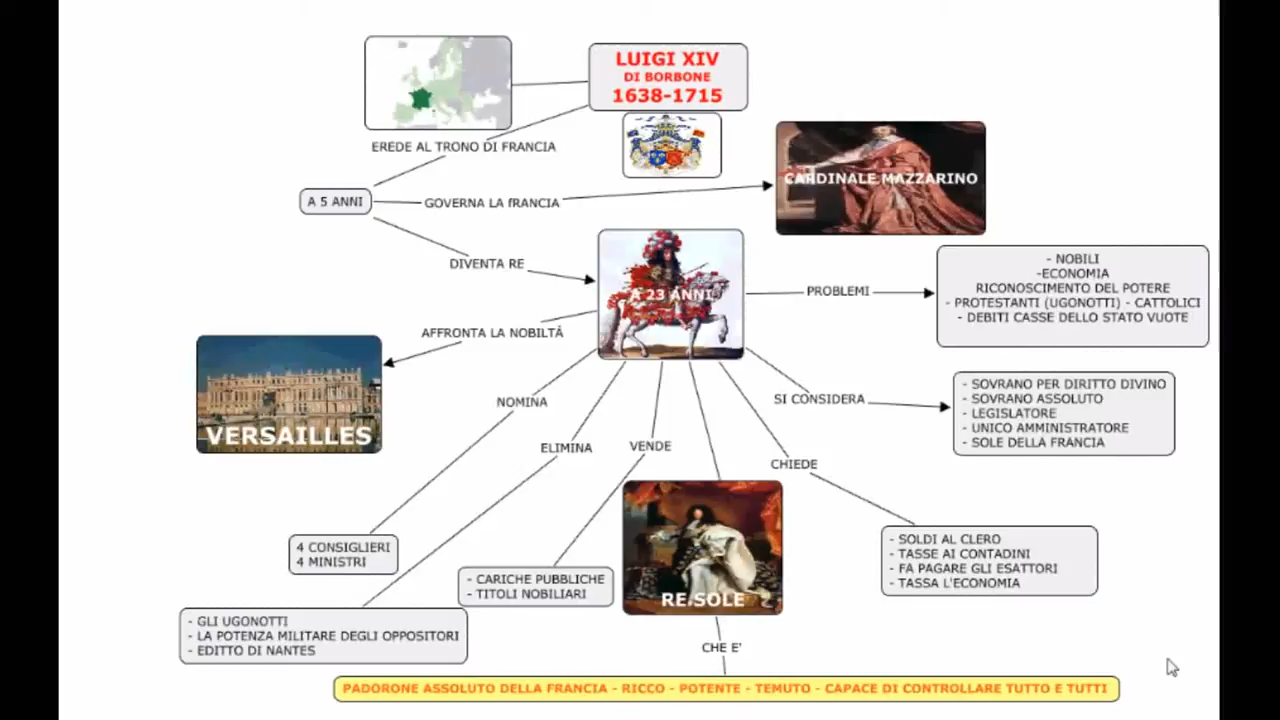 LUIGI XIV
DI BORBONE
1638-1715
EREDE AL TRONO DI FRANCIA
A 5 ANNI
GOVERNA LA fRANCIA
CARDINALE MAZZARINO
DIVENTA RE
A 23 ANNI
PROBLEMI
- NOBILI
-ECONOMIA
RICONOSCIMENTO DEL POTERE
- PROTESTANTI (UGONOTTI) - CATTOLICI
- DEBITI CASSE DELLO STATO VUOTE
AFFRONTA LA NOBILTÁ
VERSAILLES
SI CONSIDERA
- SOVRANO PER DIRITTO DIVINO
- SOVRANO ASSOLUTO
- LEGISLATORE
- UNICO AMMINISTRATORE
- SOLE DELLA FRANCIA
NOMINA
ELIMINA
VENDE
CHIEDE
4 CONSIGLIERI
4 MINISTRI
- SOLDI AL CLERO
- TASSE AI CONTADINI
- FA PAGARE GLI ESATTORI
- TASSA L'ECONOMIA
- CARICHE PUBBLICHE
- TITOLI NOBILIARI
RE SOLE
- GLI UGONOTTI
- LA POTENZA MILITARE DEGLI OPPOSITORI
- EDITTO DI NANTES
CHE E'
PADORONE ASSOLUTO DELLA FRANCIA - RICCO - POTENTE - TEMUTO - CAPACE DI CONTROLLARE TUTTO E TUTTI